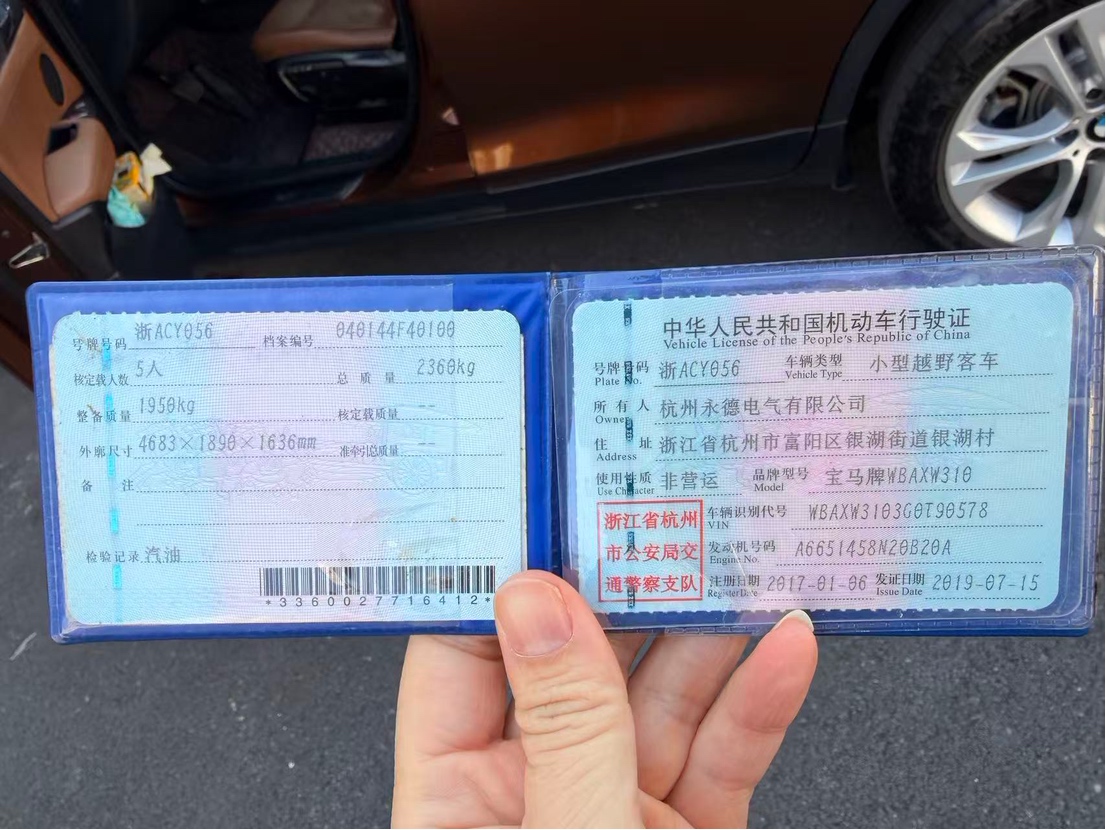 号牌号码 浙ACY056 档案编号 040144F40100
核定载人数 5人 总质量 2360kg
整备质量 1950kg 核定载质量 --
外廓尺寸 4683×1890×1636mm 准牵引总质量 --
备注
检验记录 汽油
*3360027716412*
中华人民共和国机动车行驶证
Vehicle License of the People's Republic of China
号牌号码 浙ACY056 车辆类型 小型越野客车
Plate No. Vehicle Type
所有人 杭州永德电气有限公司
Owner
住址 浙江省杭州市富阳区银湖街道银湖村
Address
使用性质 非营运 品牌型号 宝马牌WBAXW310
Use Character Model
浙江省杭州
市公安局交
通警察支队
车辆识别代号 WBAXW3103G0T90578
VIN
发动机号码 A6651458N20B20A
Engine No.
注册日期 2017-01-06 发证日期 2019-07-15
Register Date Issue Date